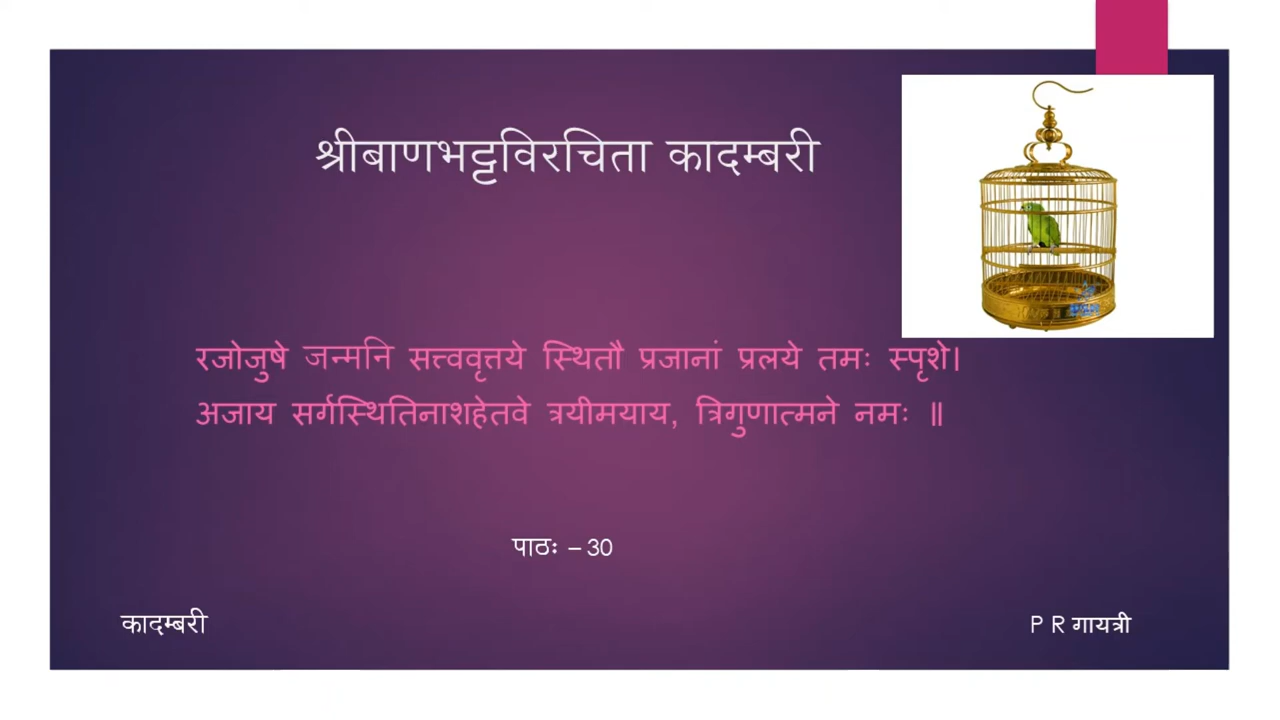 श्रीबाणभट्टविरचिता कादम्बरी
रजोजुषे जन्मनि सत्त्ववृत्तये स्थितौ प्रजानां प्रलये तमः स्पृशे।
अजाय सर्गस्थितिनाशहेतवे त्रयीमयाय, त्रिगुणात्मने नमः ॥
पाठः – 30
कादम्बरी
P R गायत्री